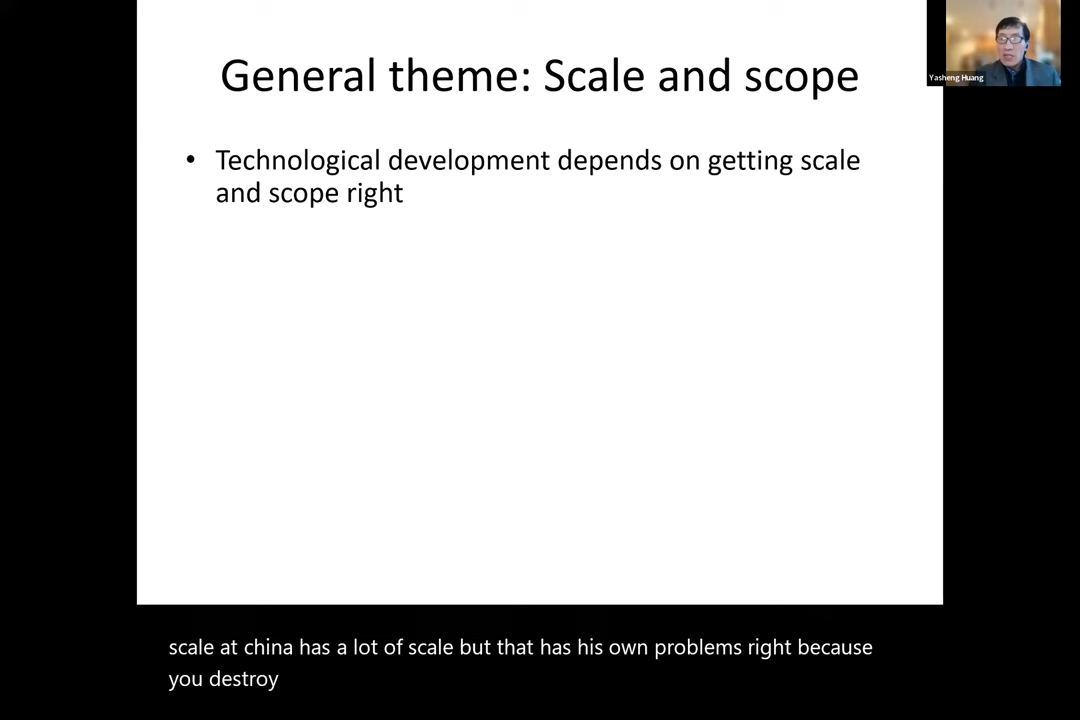 General theme: Scale and scope
Yasheng Huang
• Technological development depends on getting scale
and scope right
scale at china has a lot of scale but that has his own problems right because
you destroy